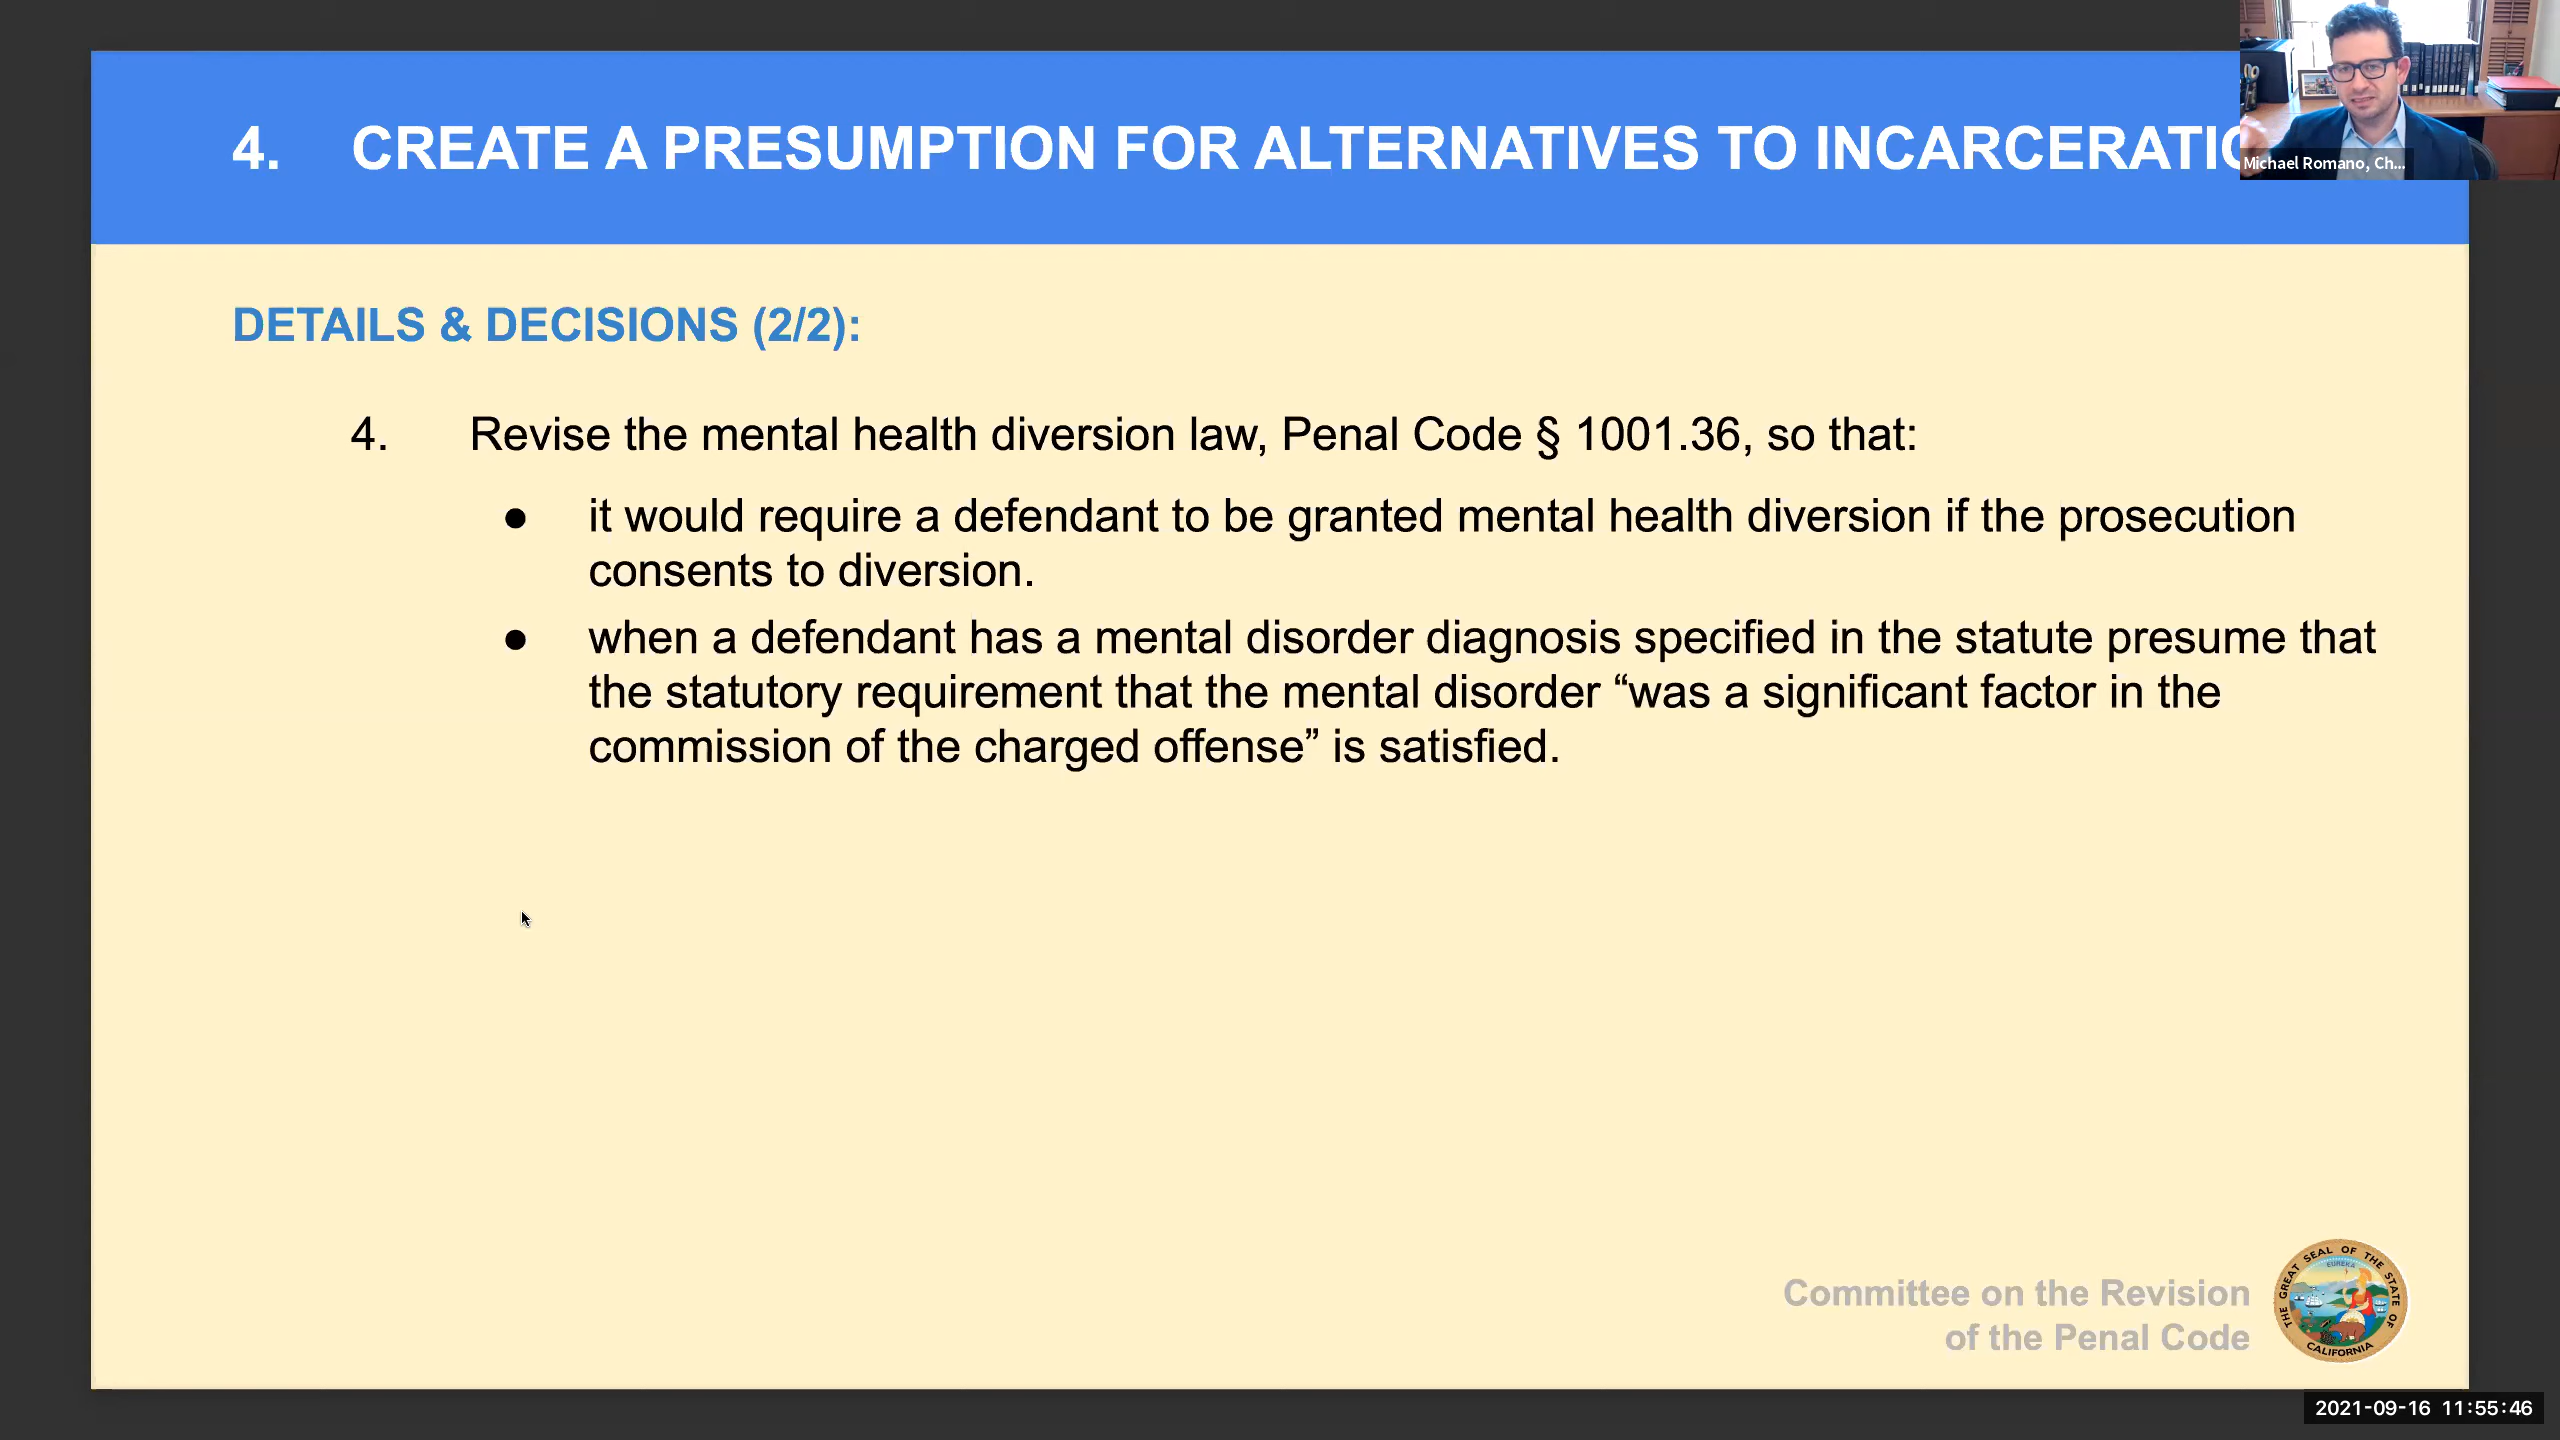 4. CREATE A PRESUMPTION FOR ALTERNATIVES TO INCARCERATIO
Michael Romano, Ch...
DETAILS & DECISIONS (2/2):
4. Revise the mental health diversion law, Penal Code § 1001.36, so that:
● it would require a defendant to be granted mental health diversion if the prosecution
consents to diversion.
● when a defendant has a mental disorder diagnosis specified in the statute presume that
the statutory requirement that the mental disorder “was a significant factor in the
commission of the charged offense” is satisfied.
Committee on the Revision
of the Penal Code
THE GREAT SEAL OF THE STATE OF CALIFORNIA
EUREKA
2021-09-16 11:55:46